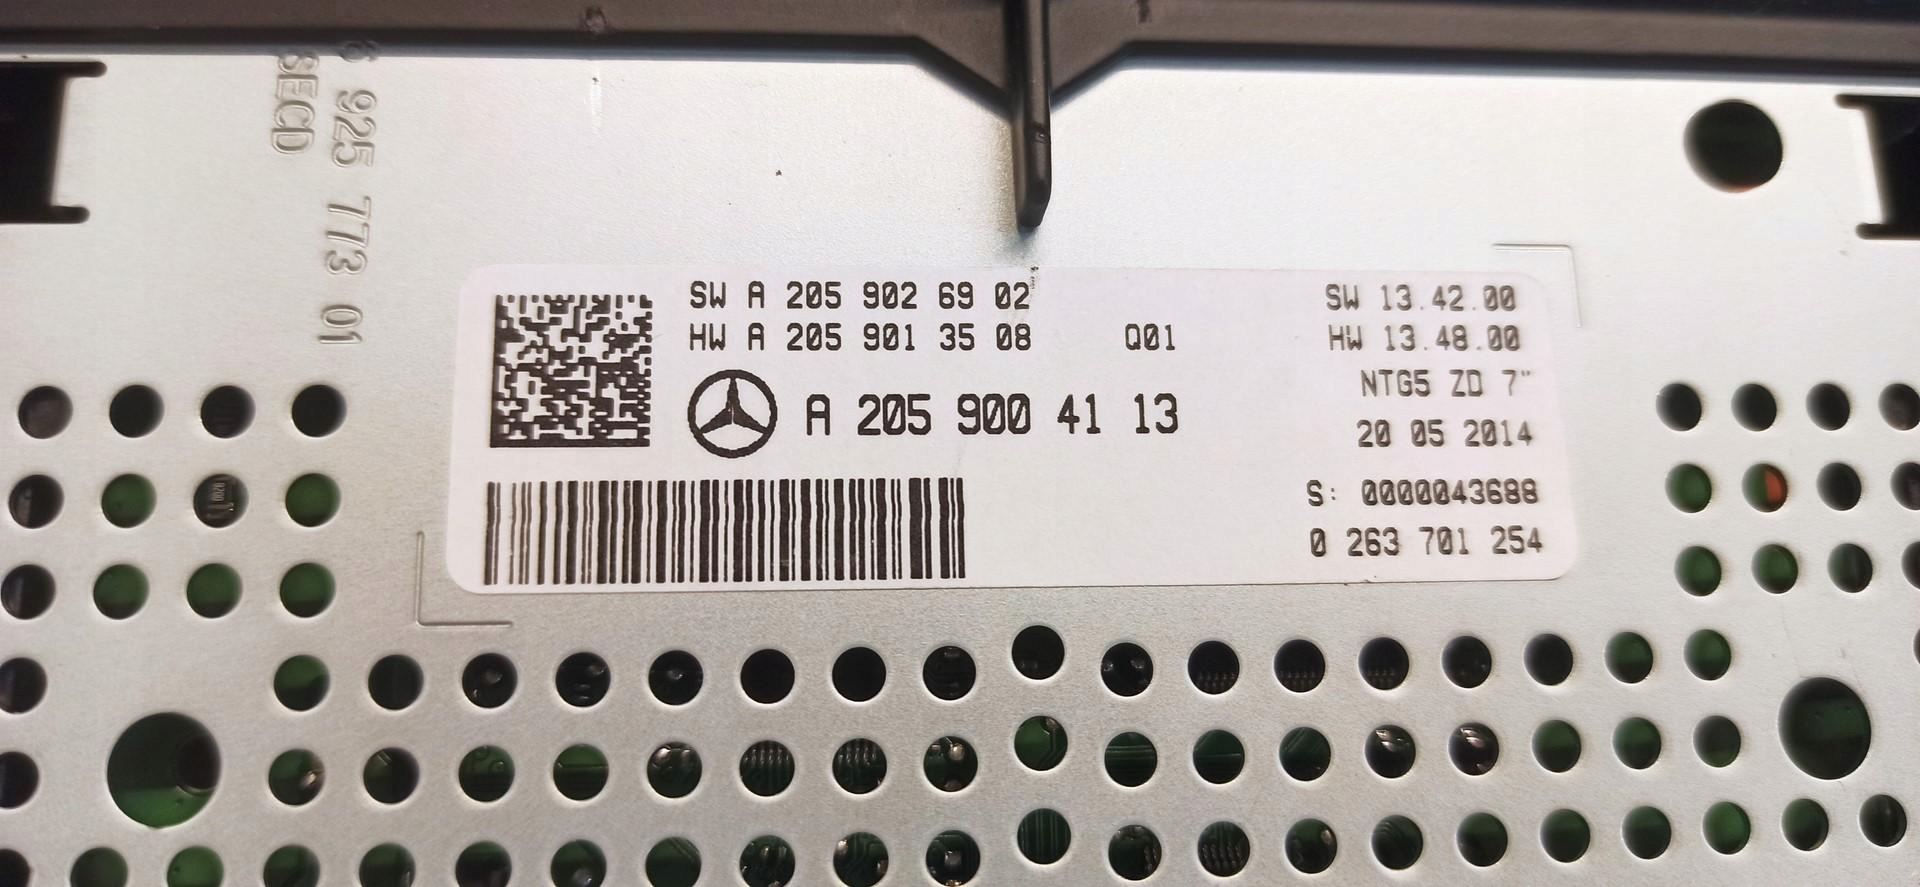 925 773 01
SECD
SW A 205 902 69 02
HW A 205 901 35 08 Q01
A 205 900 41 13
SW 13.42.00
HW 13.48.00
NTG5 ZD 7"
20 05 2014
S: 0000043688
0 263 701 254